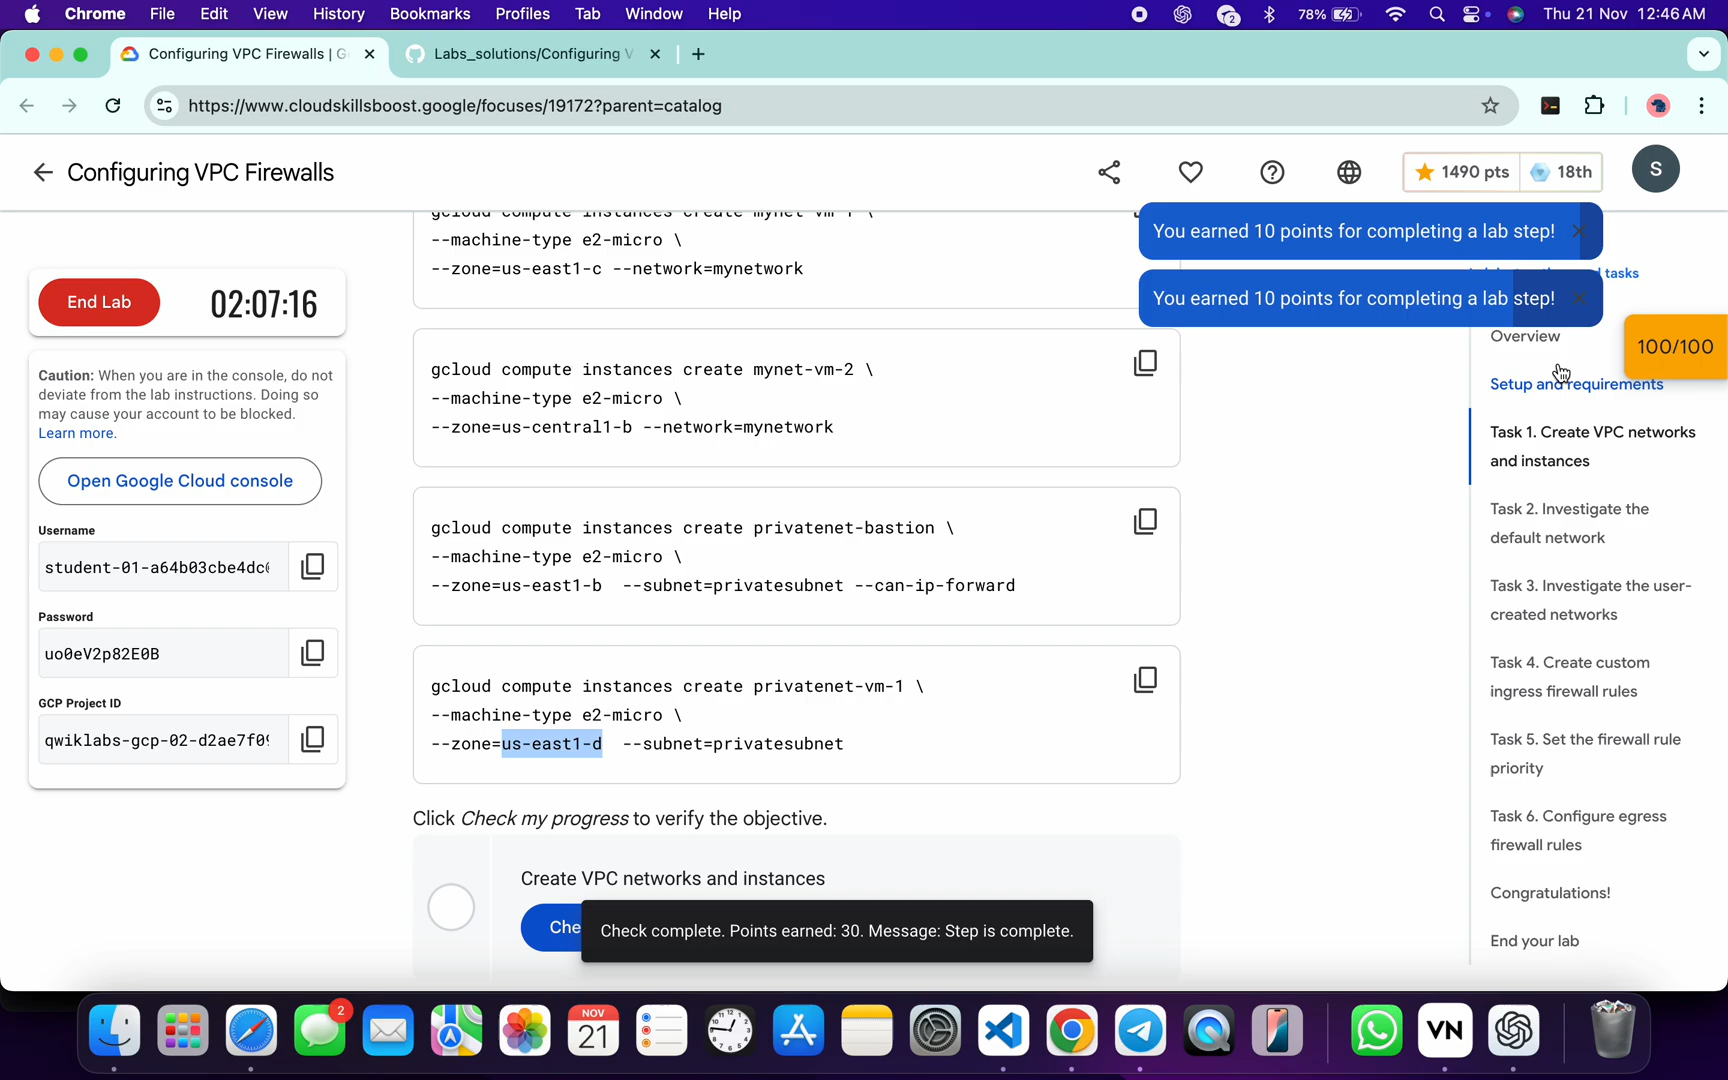 Chrome File Edit View History Bookmarks Profiles Tab Window Help 2 78% Thu 21 Nov 12:46 AM
Configuring VPC Firewalls | G
Labs_solutions/Configuring V
https://www.cloudskillsboost.google/focuses/19172?parent=catalog
Configuring VPC Firewalls
1490 pts
18th
S
You earned 10 points for completing a lab step!
You earned 10 points for completing a lab step!
100/100
End Lab
02:07:16
Caution: When you are in the console, do not
deviate from the lab instructions. Doing so
may cause your account to be blocked.
Learn more.
Open Google Cloud console
Username
student-01-a64b03cbe4dc
Password
uo0eV2p82E0B
GCP Project ID
qwiklabs-gcp-02-d2ae7f0
gcloud compute instances create mynet-vm-1 \
--machine-type e2-micro \
--zone=us-east1-c --network=mynetwork
gcloud compute instances create mynet-vm-2 \
--machine-type e2-micro \
--zone=us-central1-b --network=mynetwork
gcloud compute instances create privatenet-bastion \
--machine-type e2-micro \
--zone=us-east1-b --subnet=privatesubnet --can-ip-forward
gcloud compute instances create privatenet-vm-1 \
--machine-type e2-micro \
--zone=us-east1-d --subnet=privatesubnet
Click Check my progress to verify the objective.
Create VPC networks and instances
Che
Check complete. Points earned: 30. Message: Step is complete.
tasks
Overview
Setup and requirements
Task 1. Create VPC networks
and instances
Task 2. Investigate the
default network
Task 3. Investigate the user-
created networks
Task 4. Create custom
ingress firewall rules
Task 5. Set the firewall rule
priority
Task 6. Configure egress
firewall rules
Congratulations!
End your lab
2
NOV
21
VN